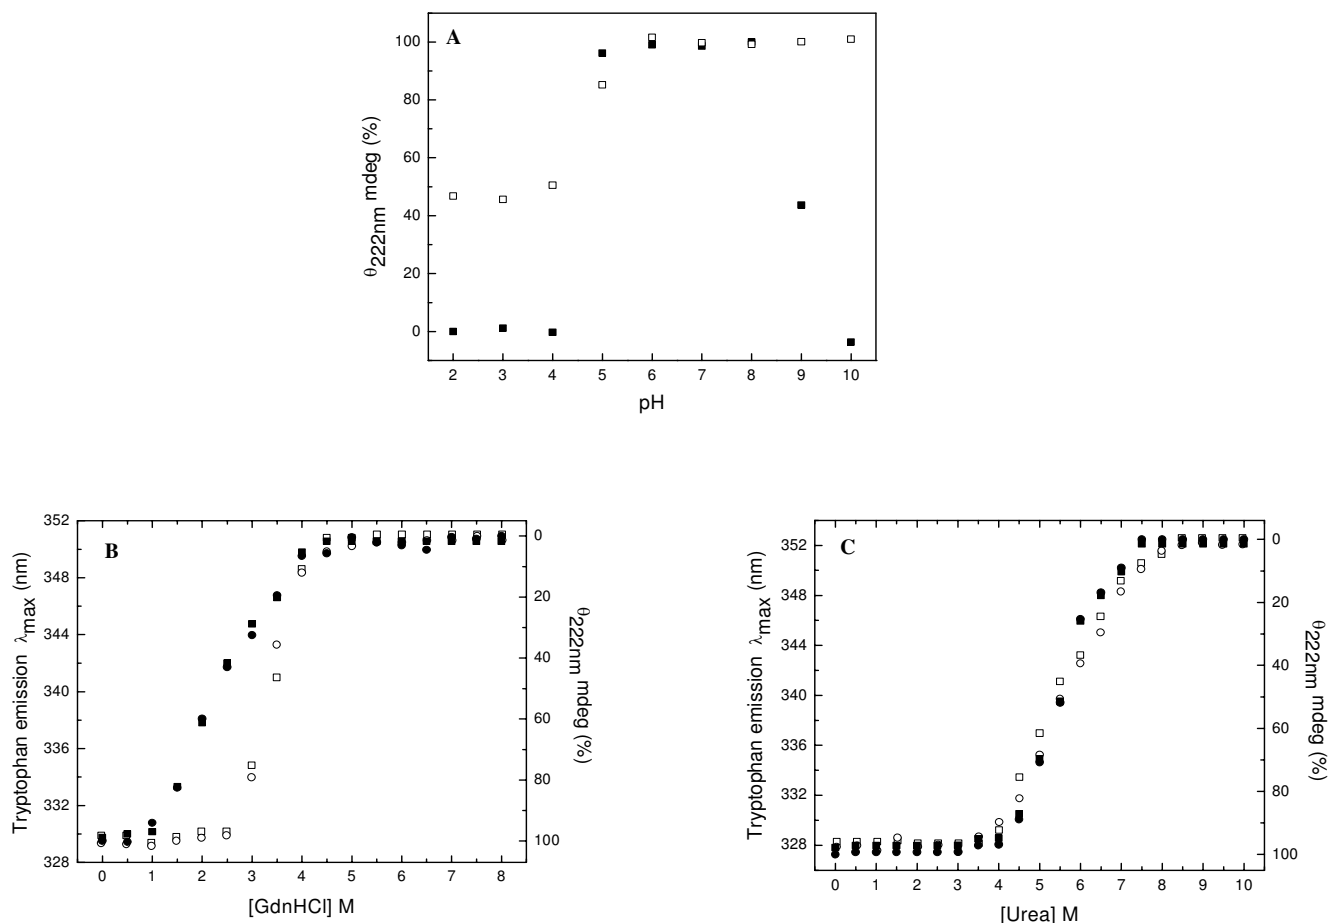 A
100
80
60
40
20
0
θ222nm mdeg (%)
2 3 4 5 6 7 8 9 10
pH
B
352
348
344
340
336
332
328
Tryptophan emission λmax (nm)
0
20
40
60
80
100
θ222nm mdeg (%)
0 1 2 3 4 5 6 7 8
[GdnHCl] M
C
352
348
344
340
336
332
328
Tryptophan emission λmax (nm)
0
20
40
60
80
100
θ222nm mdeg (%)
0 1 2 3 4 5 6 7 8 9 10
[Urea] M